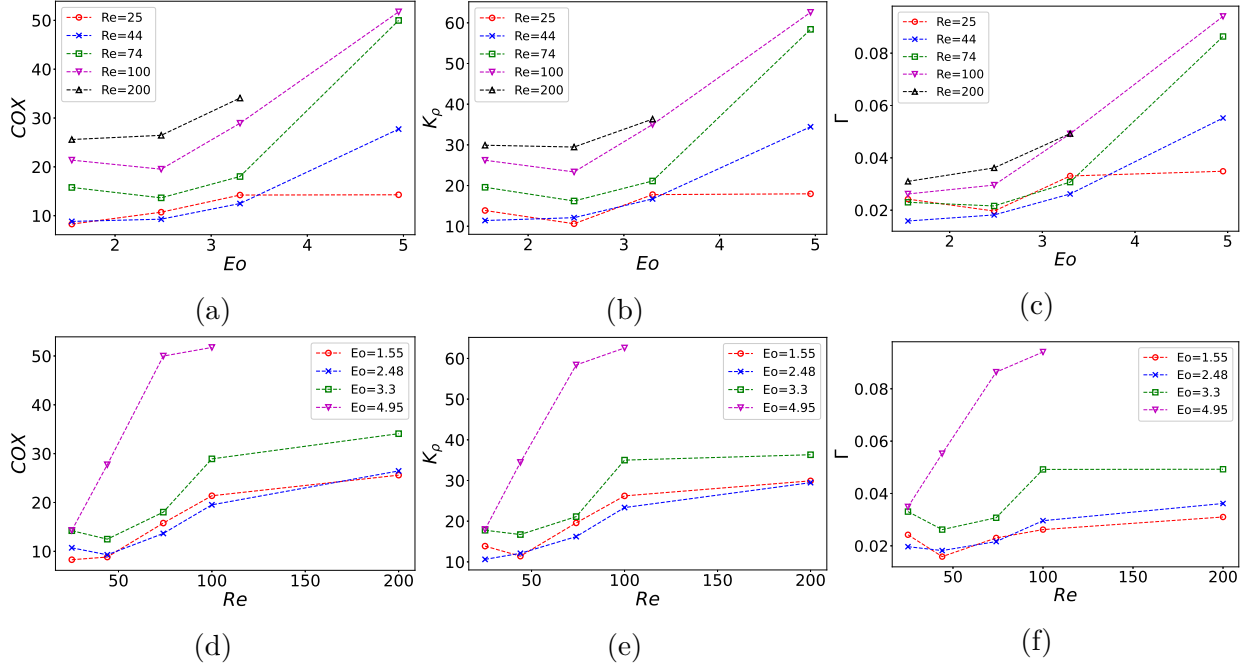 COX
50
40
30
20
10
Re=25
Re=44
Re=74
Re=100
Re=200
2
3
4
5
Eo
(a)
Kρ
60
50
40
30
20
10
Re=25
Re=44
Re=74
Re=100
Re=200
2
3
4
5
Eo
(b)
Γ
0.08
0.06
0.04
0.02
Re=25
Re=44
Re=74
Re=100
Re=200
2
3
4
5
Eo
(c)
COX
50
40
30
20
10
Eo=1.55
Eo=2.48
Eo=3.3
Eo=4.95
50
100
150
200
Re
(d)
Kρ
60
50
40
30
20
10
Eo=1.55
Eo=2.48
Eo=3.3
Eo=4.95
50
100
150
200
Re
(e)
Γ
0.08
0.06
0.04
0.02
Eo=1.55
Eo=2.48
Eo=3.3
Eo=4.95
50
100
150
200
Re
(f)